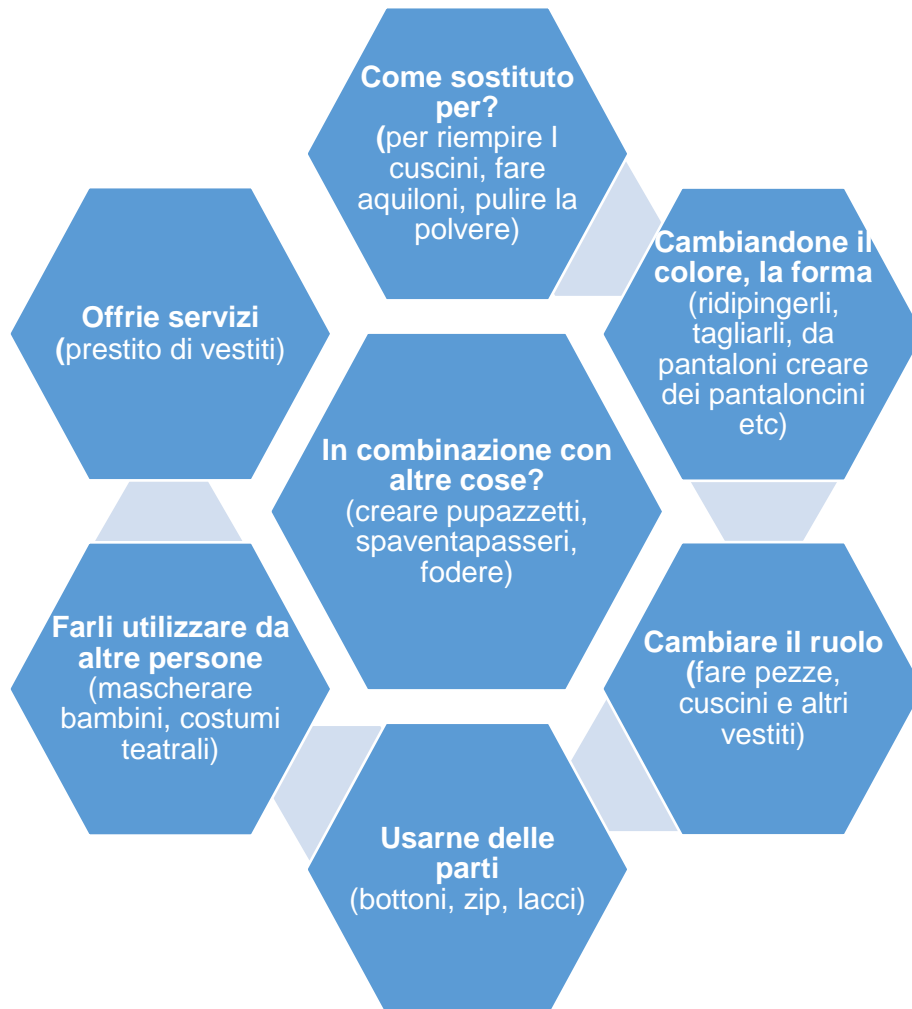 Come sostituto
per?
(per riempire I
cuscini, fare
aquiloni, pulire la
polvere)
Cambiandone il
colore, la forma
(ridipingerli,
tagliarli, da
pantaloni creare
dei pantaloncini
etc)
Offrie servizi
(prestito di vestiti)
In combinazione con
altre cose?
(creare pupazzetti,
spaventapasseri,
fodere)
Farli utilizzare da
altre persone
(mascherare
bambini, costumi
teatrali)
Cambiare il ruolo
(fare pezze,
cuscini e altri
vestiti)
Usarne delle
parti
(bottoni, zip, lacci)